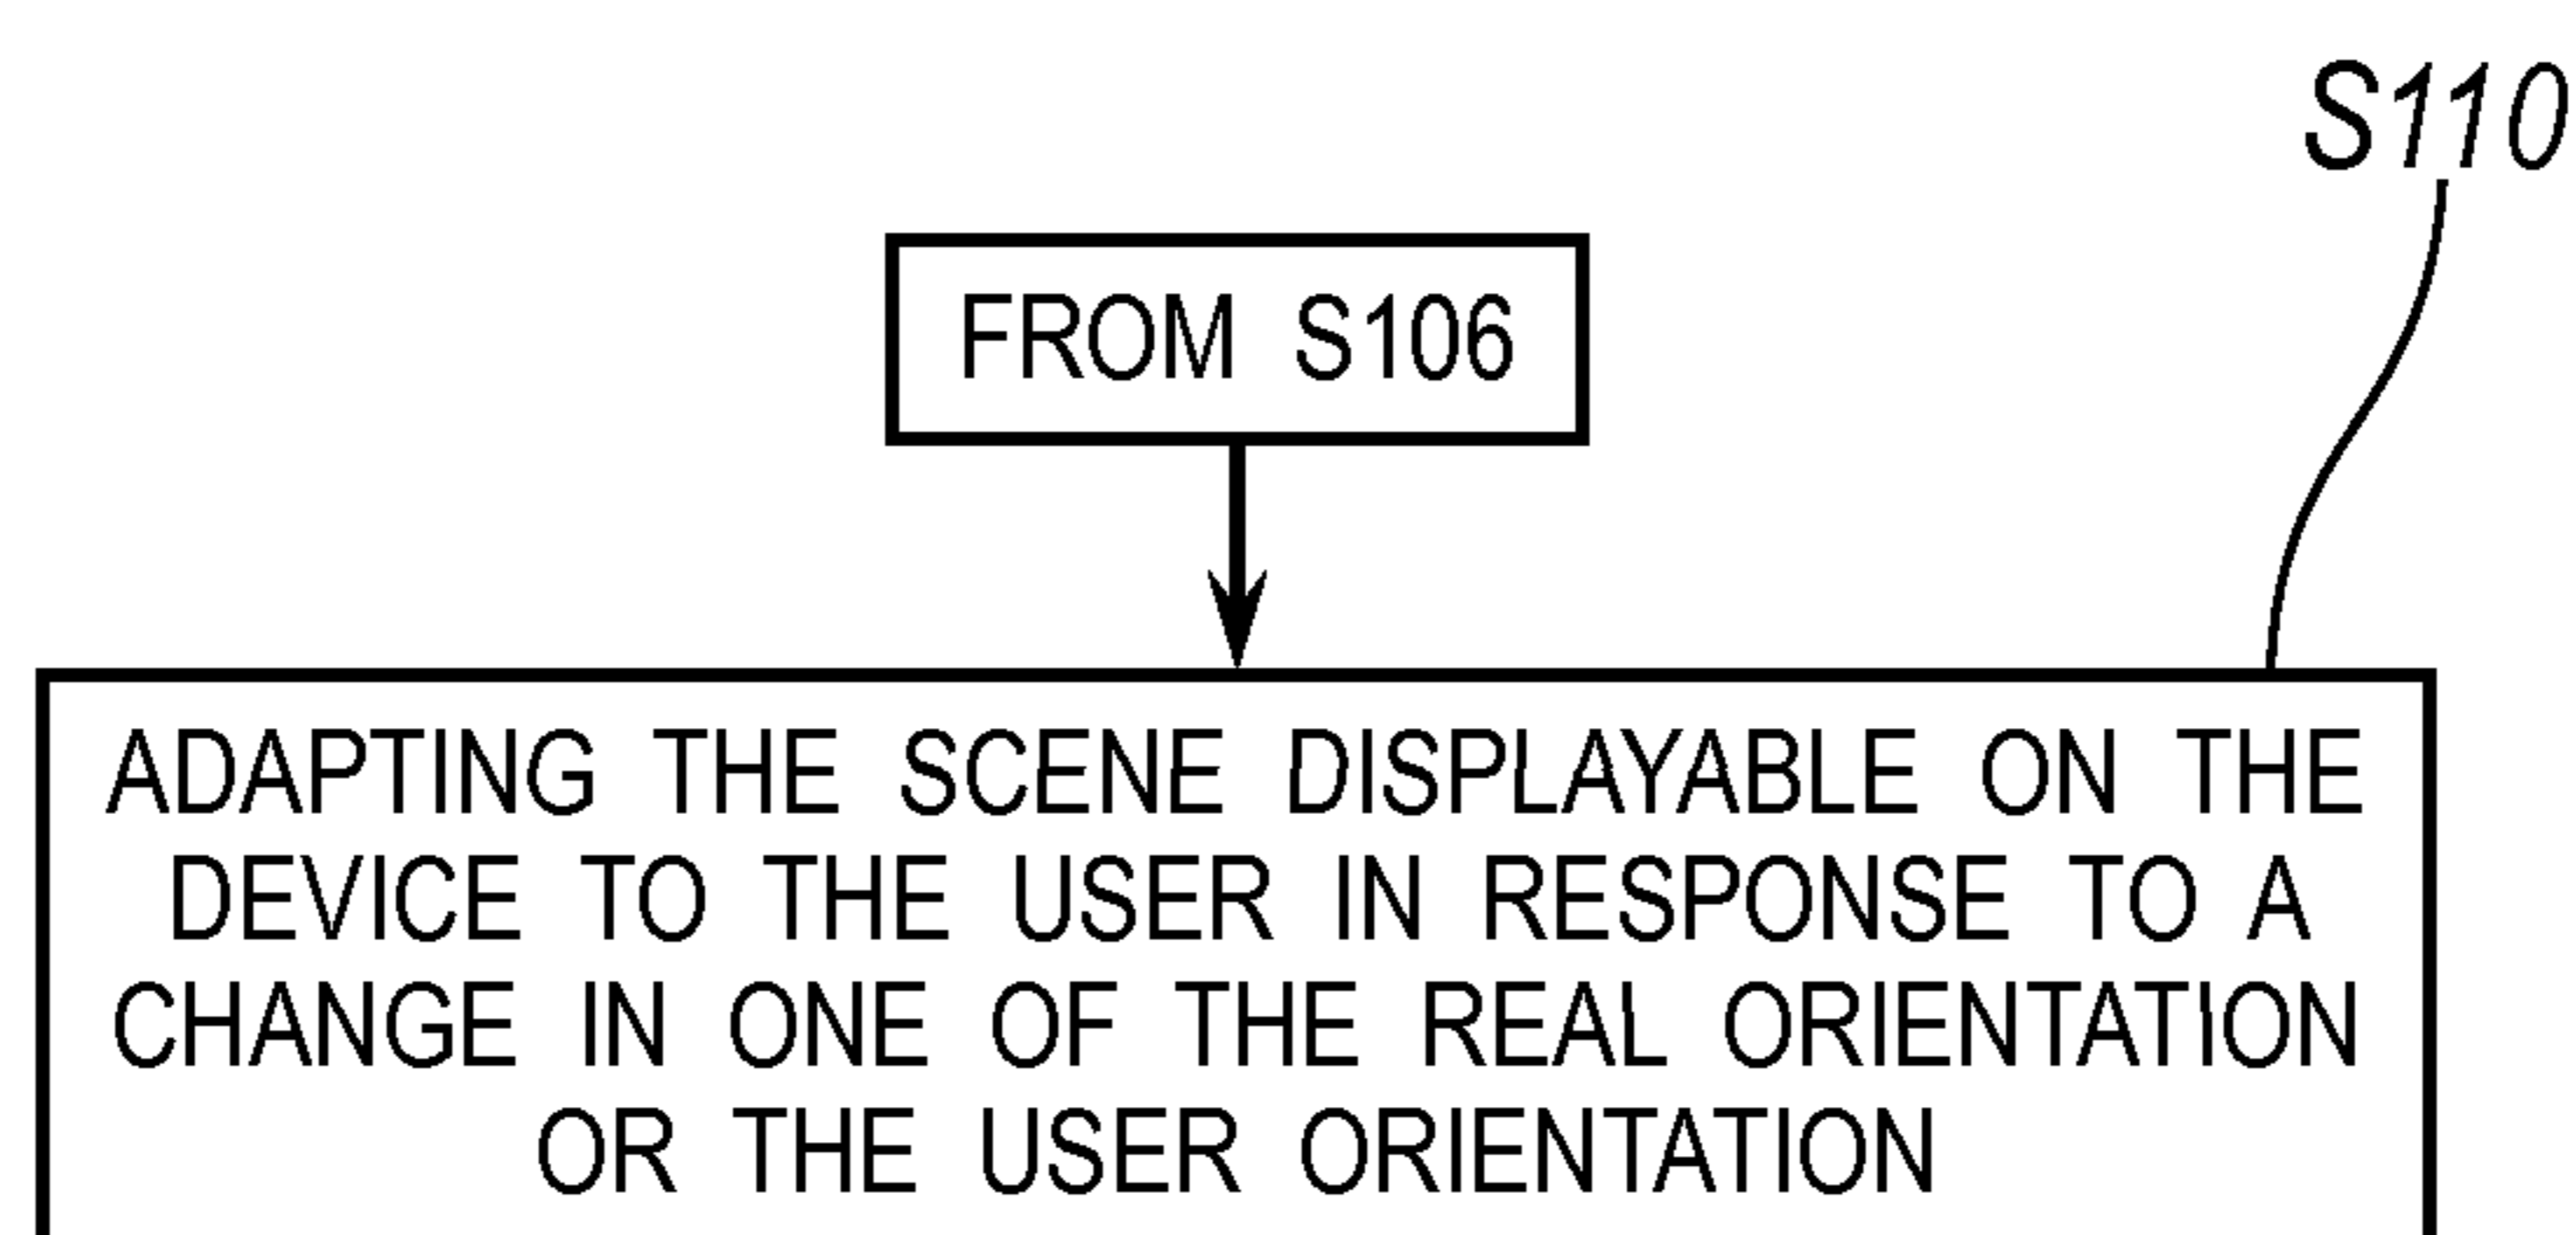 S110
FROM S106
ADAPTING THE SCENE DISPLAYABLE ON THE
DEVICE TO THE USER IN RESPONSE TO A
CHANGE IN ONE OF THE REAL ORIENTATION
OR THE USER ORIENTATION